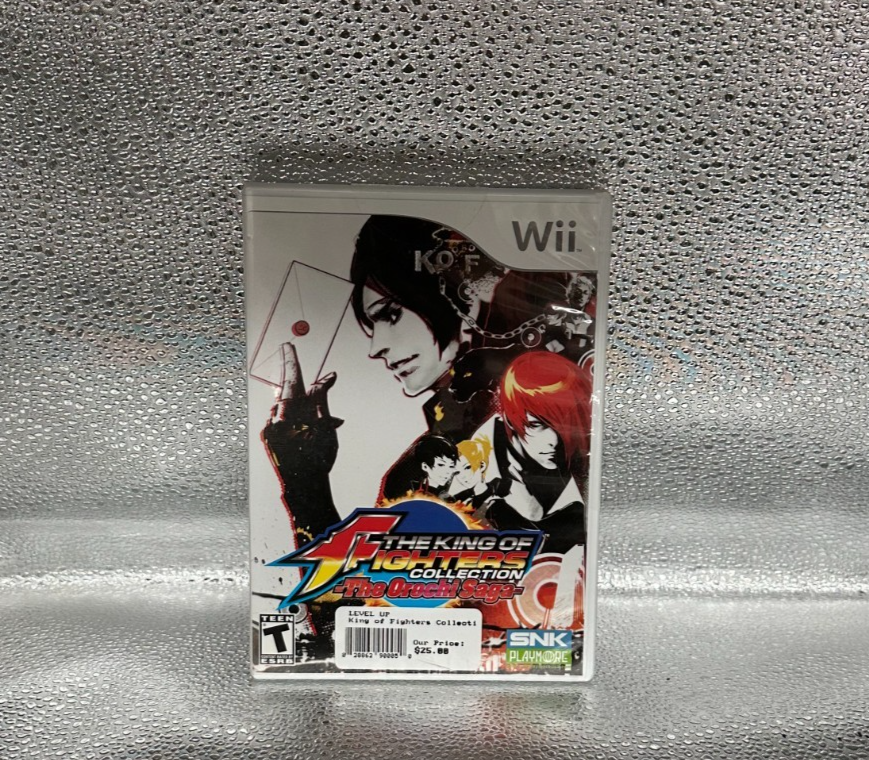 Wii
KOF
THE KING OF
FIGHTERS
COLLECTION
-The Orochi Saga-
TEEN
T
ESRB
LEVEL UP
King of Fighters Collecti
Our Price:
$25.00
SNK
PLAYMORE